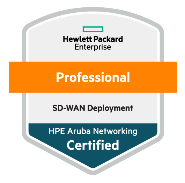 Hewlett Packard
Enterprise
Professional
SD-WAN Deployment
HPE Aruba Networking
Certified